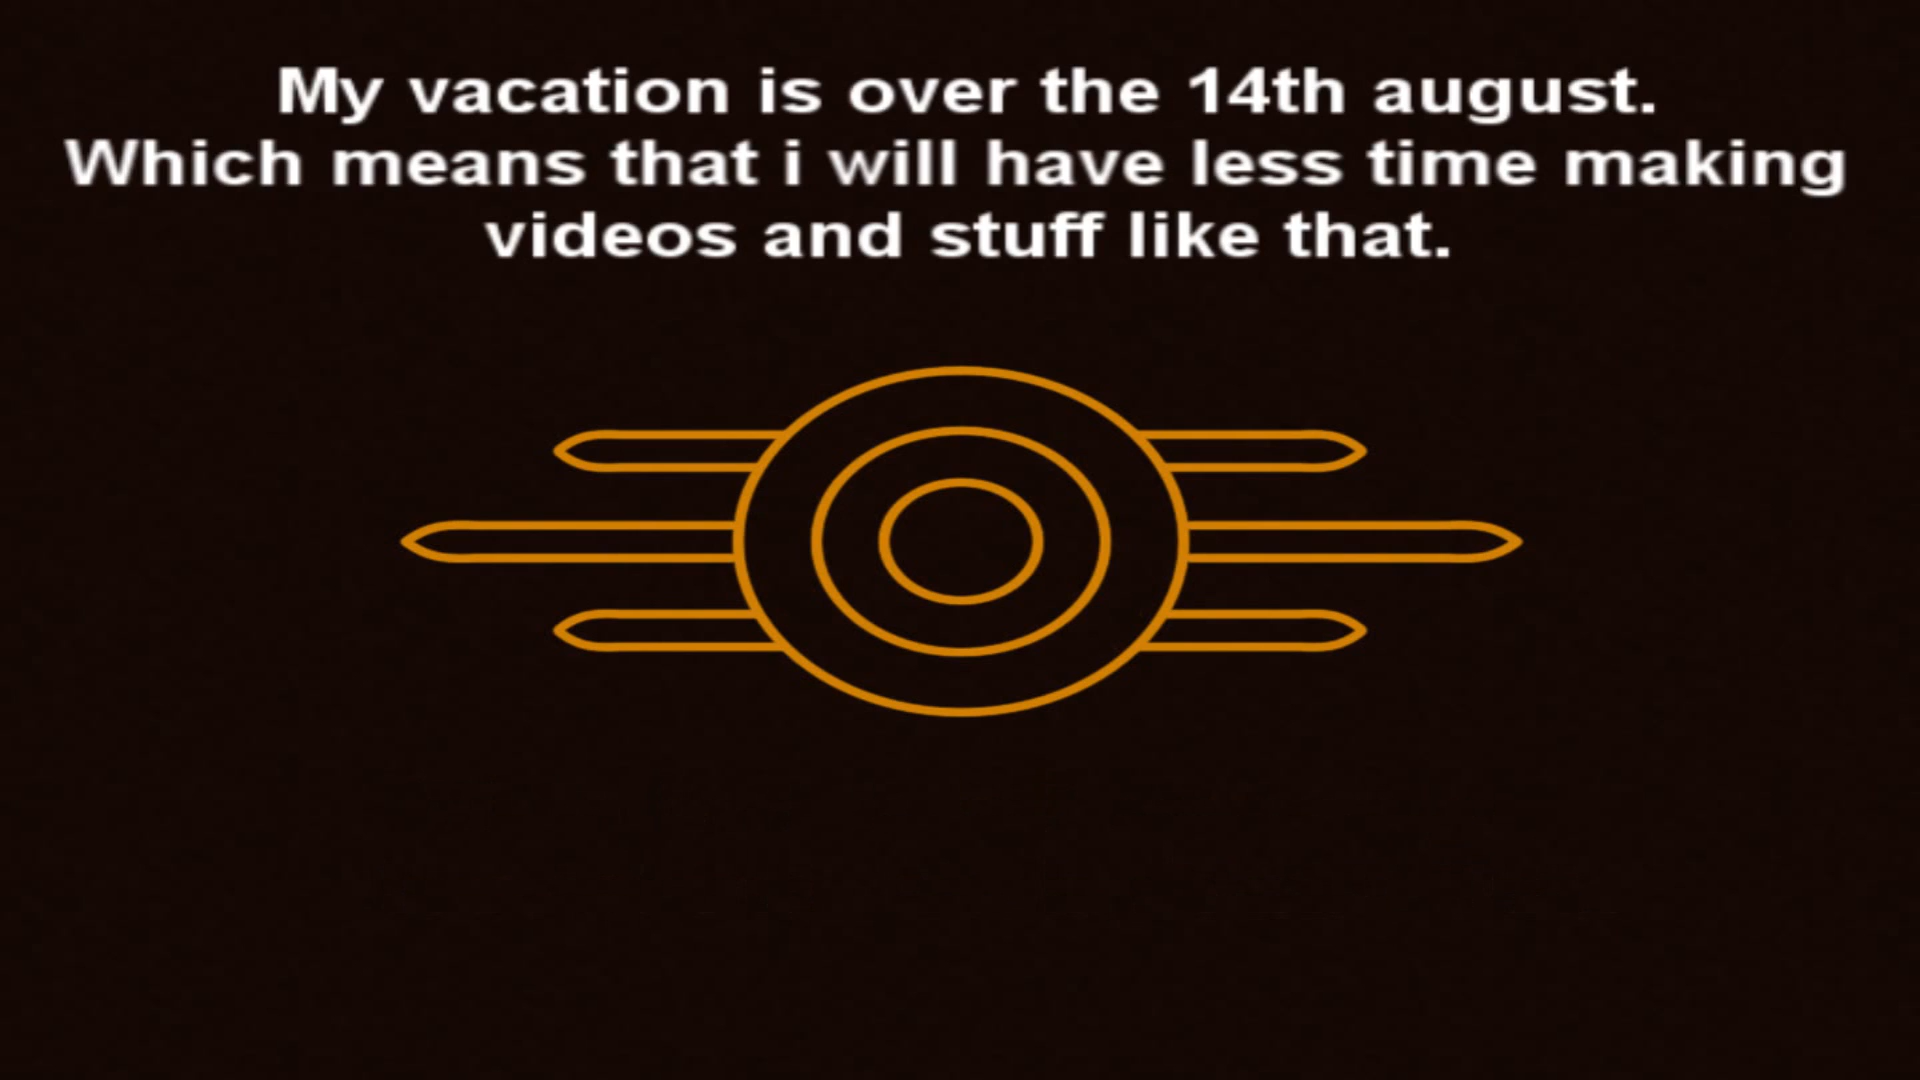 My vacation is over the 14th august.
Which means that i will have less time making
videos and stuff like that.